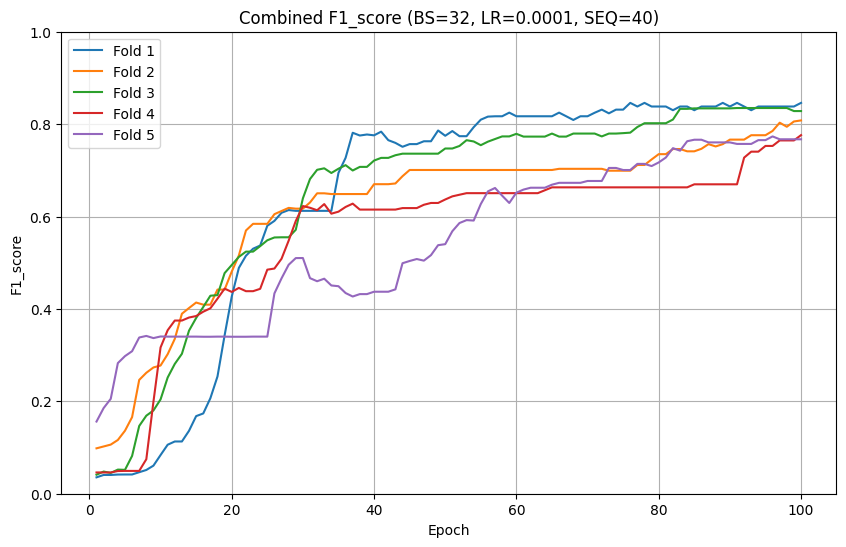 Combined F1_score (BS=32, LR=0.0001, SEQ=40)
Fold 1
Fold 2
Fold 3
Fold 4
Fold 5
F1_score
1.0
0.8
0.6
0.4
0.2
0.0
0 20 40 60 80 100
Epoch